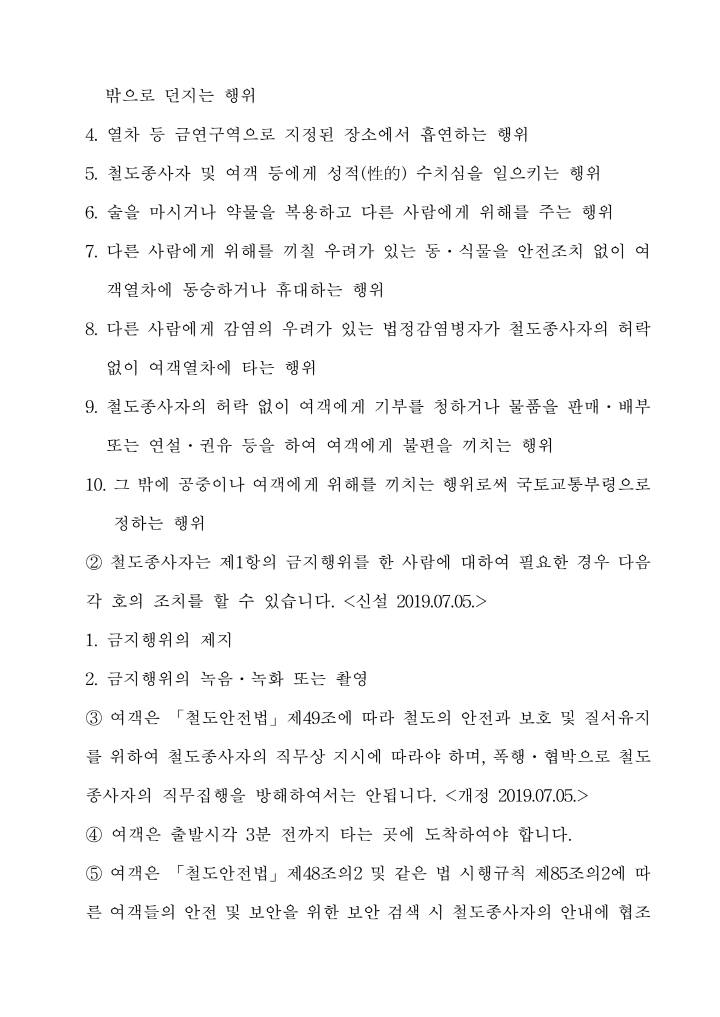 밖으로 던지는 행위
4. 열차 등 금연구역으로 지정된 장소에서 흡연하는 행위
5. 철도종사자 및 여객 등에게 성적(性的) 수치심을 일으키는 행위
6. 술을 마시거나 약물을 복용하고 다른 사람에게 위해를 주는 행위
7. 다른 사람에게 위해를 끼칠 우려가 있는 동·식물을 안전조치 없이 여
객열차에 동승하거나 휴대하는 행위
8. 다른 사람에게 감염의 우려가 있는 법정감염병자가 철도종사자의 허락
없이 여객열차에 타는 행위
9. 철도종사자의 허락 없이 여객에게 기부를 청하거나 물품을 판매·배부
또는 연설·권유 등을 하여 여객에게 불편을 끼치는 행위
10. 그 밖에 공중이나 여객에게 위해를 끼치는 행위로써 국토교통부령으로
정하는 행위
② 철도종사자는 제1항의 금지행위를 한 사람에 대하여 필요한 경우 다음
각 호의 조치를 할 수 있습니다. <신설 2019.07.05.>
1. 금지행위의 제지
2. 금지행위의 녹음·녹화 또는 촬영
③ 여객은 「철도안전법」제49조에 따라 철도의 안전과 보호 및 질서유지
를 위하여 철도종사자의 직무상 지시에 따라야 하며, 폭행·협박으로 철도
종사자의 직무집행을 방해하여서는 안됩니다. <개정 2019.07.05.>
④ 여객은 출발시각 3분 전까지 타는 곳에 도착하여야 합니다.
⑤ 여객은 「철도안전법」제48조의2 및 같은 법 시행규칙 제85조의2에 따
른 여객들의 안전 및 보안을 위한 보안 검색 시 철도종사자의 안내에 협조